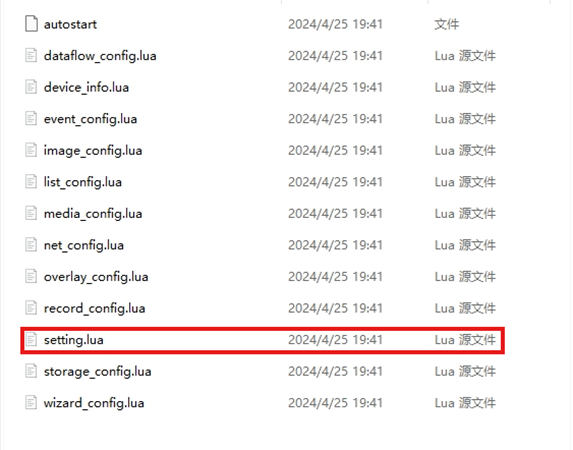 autostart 2024/4/25 19:41 文件
dataflow_config.lua 2024/4/25 19:41 Lua 源文件
device_info.lua 2024/4/25 19:41 Lua 源文件
event_config.lua 2024/4/25 19:41 Lua 源文件
image_config.lua 2024/4/25 19:41 Lua 源文件
list_config.lua 2024/4/25 19:41 Lua 源文件
media_config.lua 2024/4/25 19:41 Lua 源文件
net_config.lua 2024/4/25 19:41 Lua 源文件
overlay_config.lua 2024/4/25 19:41 Lua 源文件
record_config.lua 2024/4/25 19:41 Lua 源文件
setting.lua 2024/4/25 19:41 Lua 源文件
storage_config.lua 2024/4/25 19:41 Lua 源文件
wizard_config.lua 2024/4/25 19:41 Lua 源文件